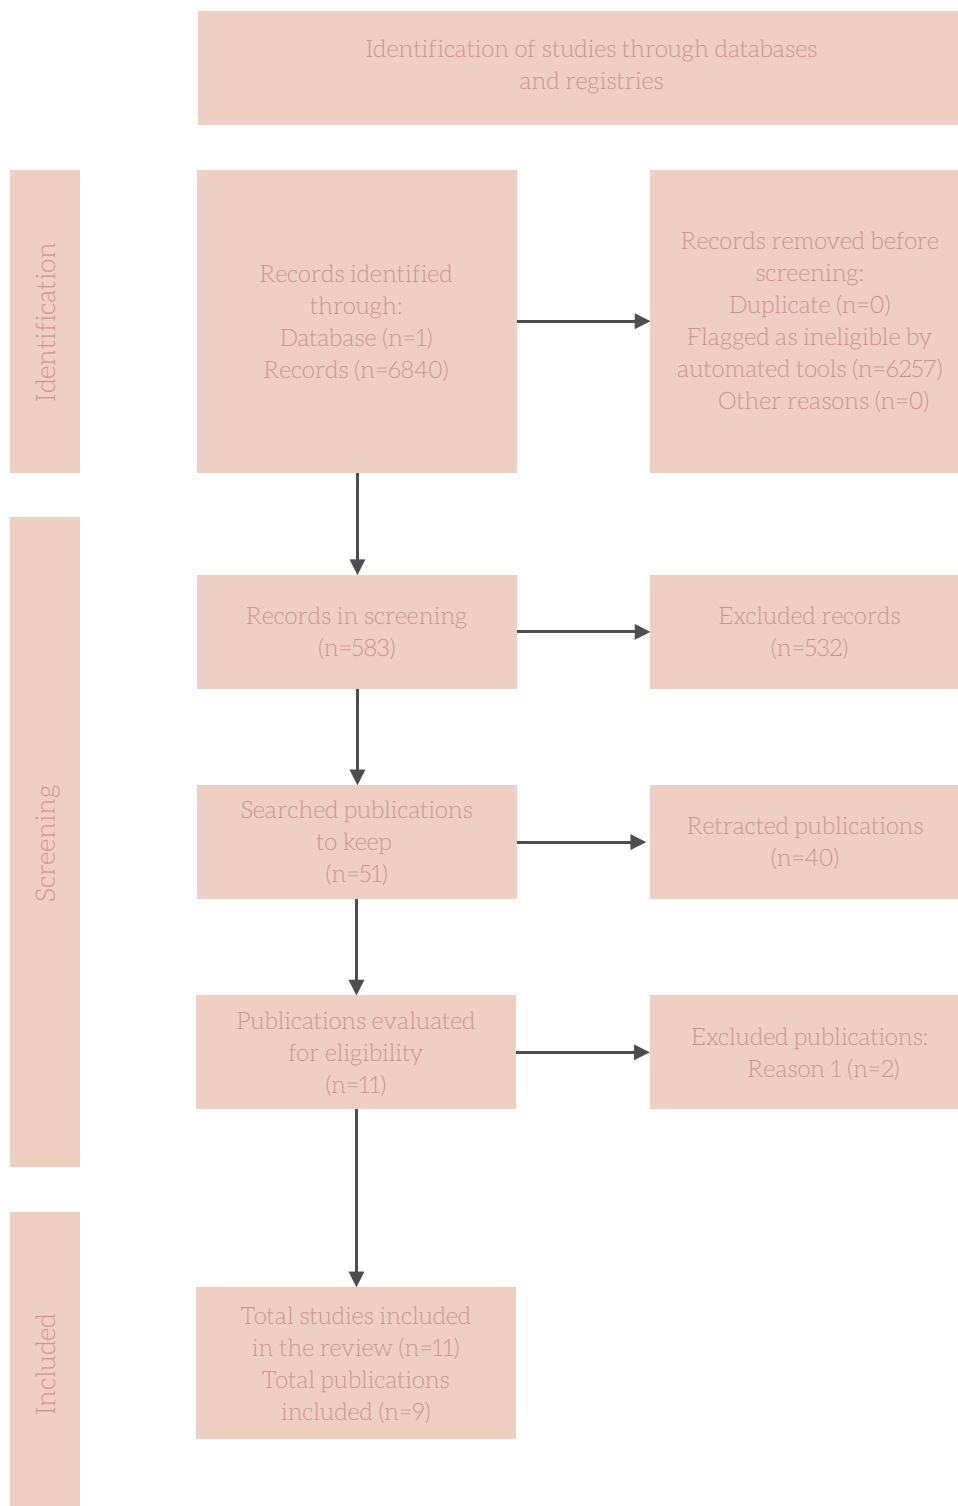 Identification of studies through databases
and registries
Identification
Records identified
through:
Database (n=1)
Records (n=6840)
Records removed before
screening:
Duplicate (n=0)
Flagged as ineligible by
automated tools (n=6257)
Other reasons (n=0)
Screening
Records in screening
(n=583)
Excluded records
(n=532)
Searched publications
to keep
(n=51)
Retracted publications
(n=40)
Publications evaluated
for eligibility
(n=11)
Excluded publications:
Reason 1 (n=2)
Included
Total studies included
in the review (n=11)
Total publications
included (n=9)